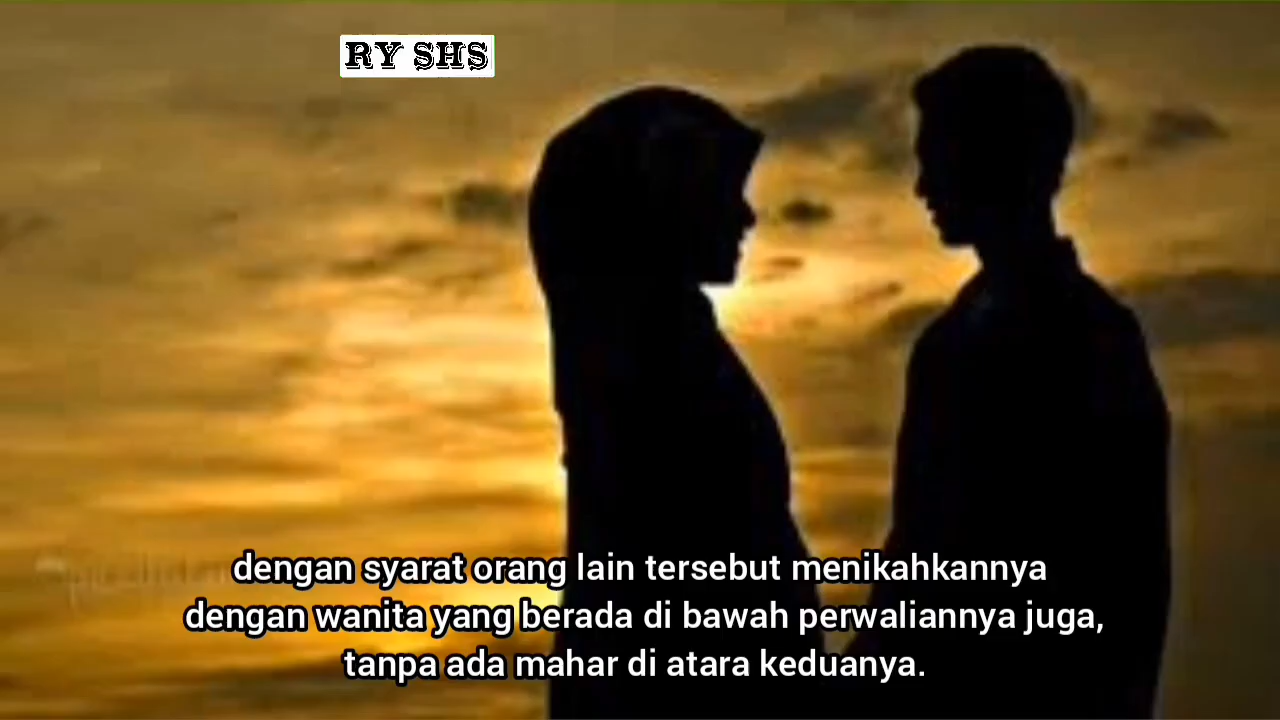 RY SHS
dengan syarat orang lain tersebut menikahkannya
dengan wanita yang berada di bawah perwaliannya juga,
tanpa ada mahar di atara keduanya.